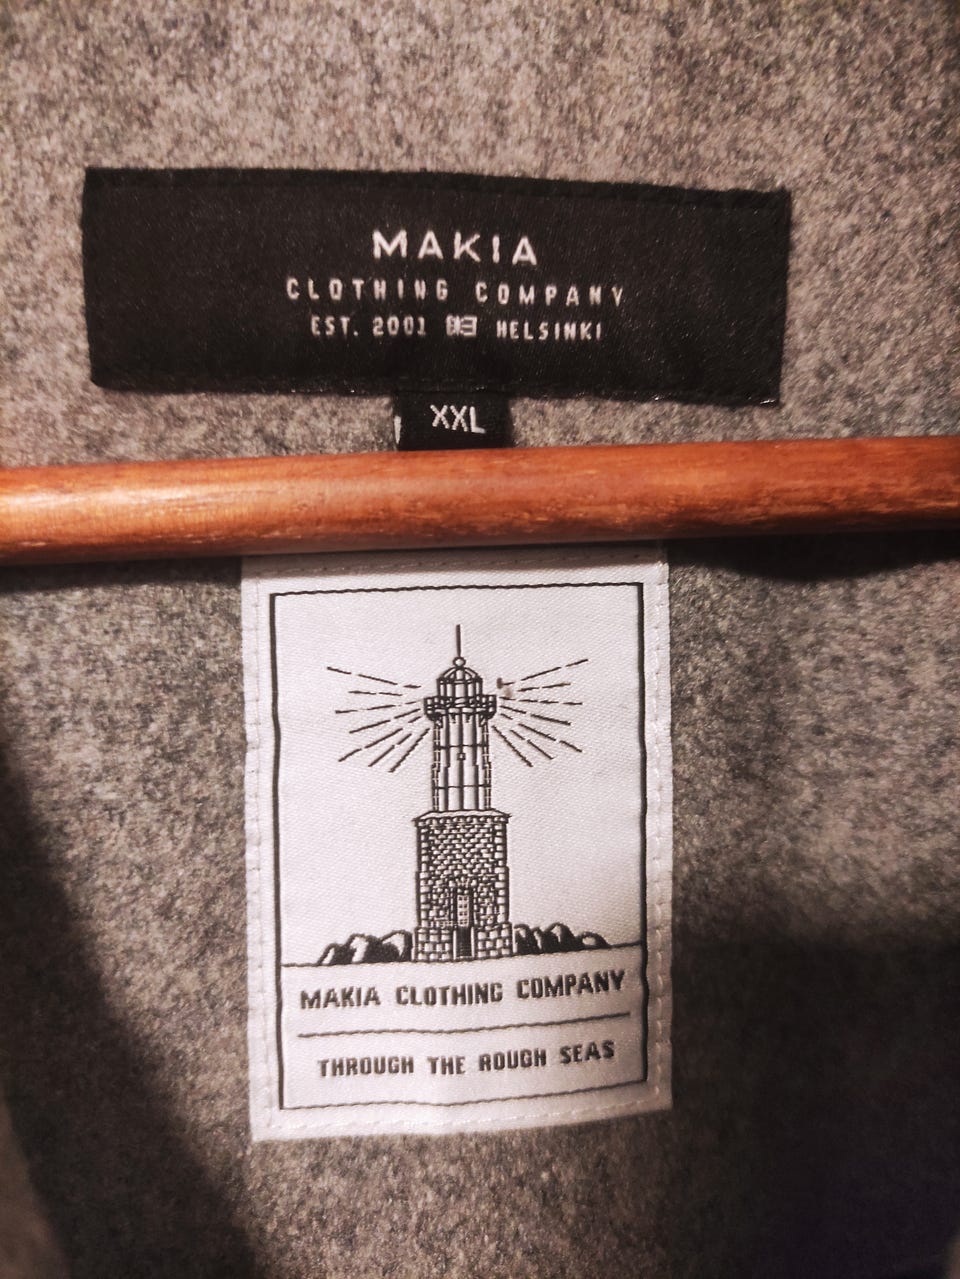 MAKIA
CLOTHING COMPANY
EST. 2001 HELSINKI
XXL
MAKIA CLOTHING COMPANY
THROUGH THE ROUGH SEAS